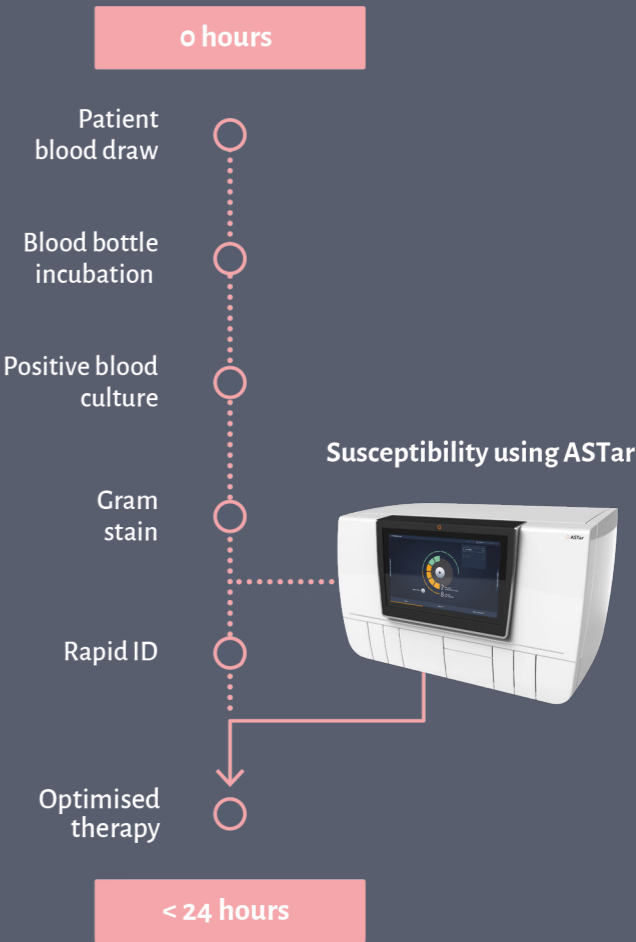 0 hours
Patient
blood draw
Blood bottle
incubation
Positive blood
culture
Susceptibility using ASTar
Gram
stain
ASTar
Rapid ID
Optimised
therapy
< 24 hours